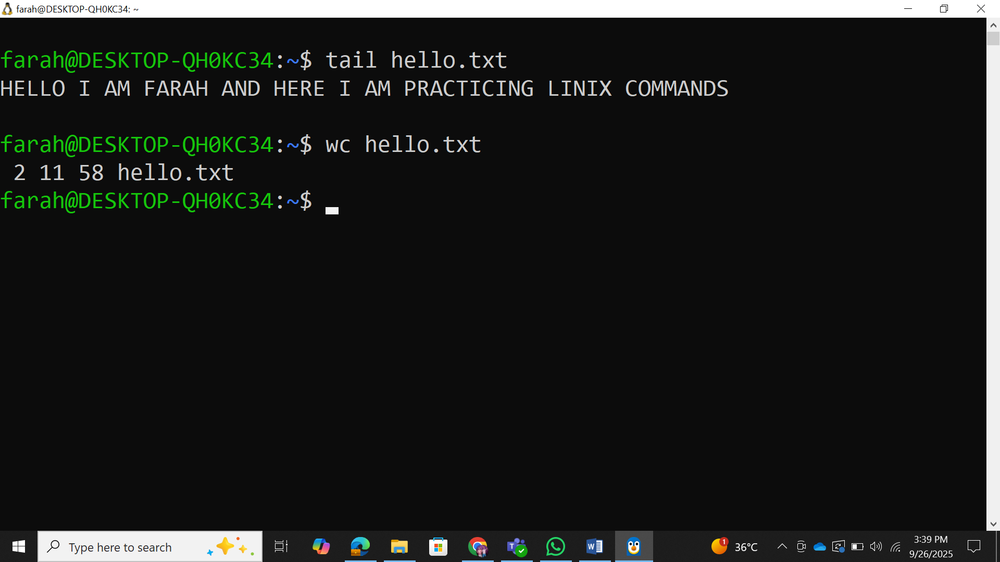 farah@DESKTOP-QH0KC34: ~
farah@DESKTOP-QH0KC34:~$ tail hello.txt
HELLO I AM FARAH AND HERE I AM PRACTICING LINIX COMMANDS
farah@DESKTOP-QH0KC34:~$ wc hello.txt
 2 11 58 hello.txt
farah@DESKTOP-QH0KC34:~$
Type here to search
T
W
1
36°C
3:39 PM
9/26/2025